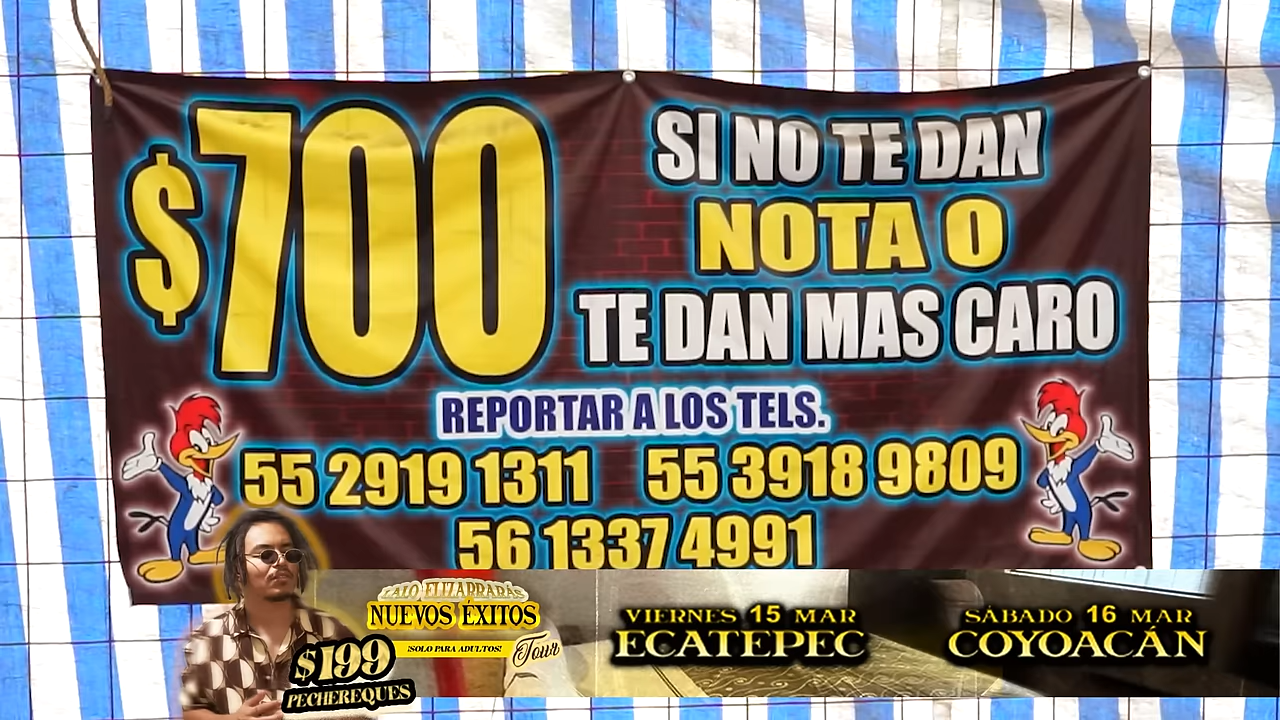 $700
SI NO TE DAN
NOTA O
TE DAN MAS CARO
REPORTAR A LOS TELS.
55 2919 1311 55 3918 9809
56 1337 4991
LALO ELIZARRARÁS
NUEVOS ÉXITOS
¡SOLO PARA ADULTOS!
Tour
$199
PECHEREQUES
VIERNES 15 MAR
ECATEPEC
SÁBADO 16 MAR
COYOACÁN